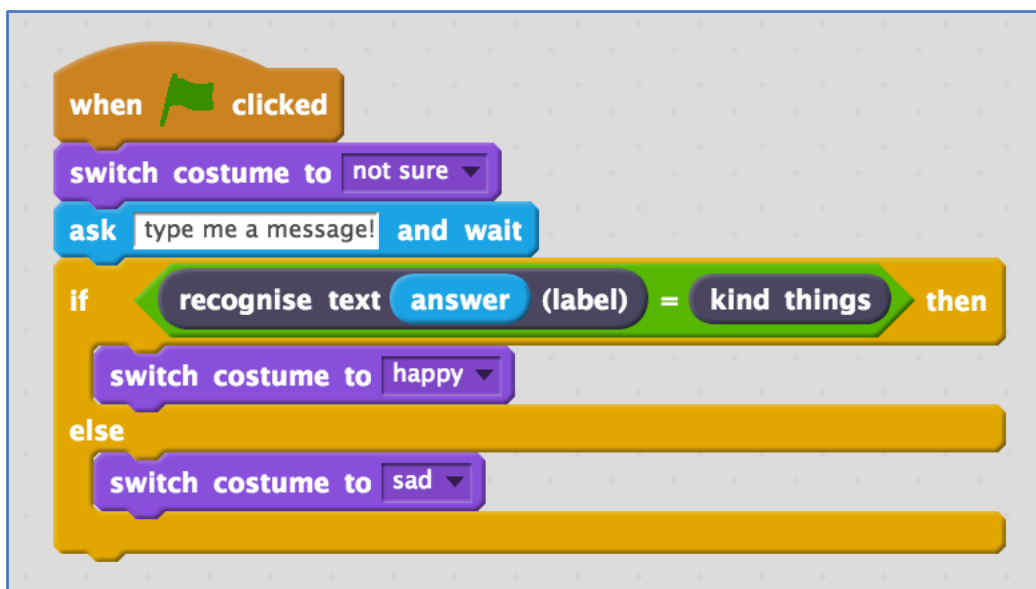 when clicked
switch costume to not sure
ask type me a message! and wait
if recognise text answer (label) = kind things then
switch costume to happy
else
switch costume to sad